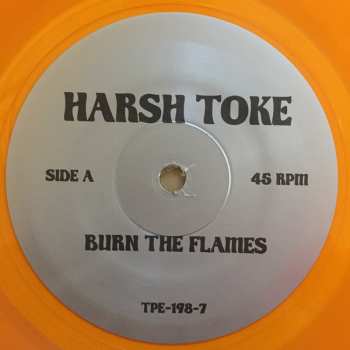 HARSH TOKE
SIDE A 45 RPM
BURN THE FLAMES
TPE-198-7